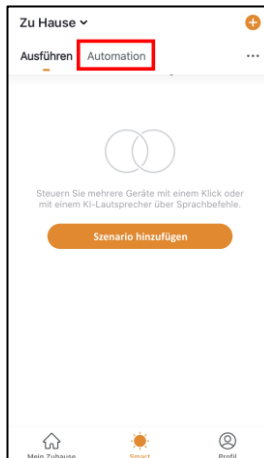 Zu Hause
Ausführen Automation
Steuern Sie mehrere Geräte mit einem Klick oder
mit einem KI-Lautsprecher über Sprachbefehle.
Szenario hinzufügen
Mein Zuhause Smart Profil